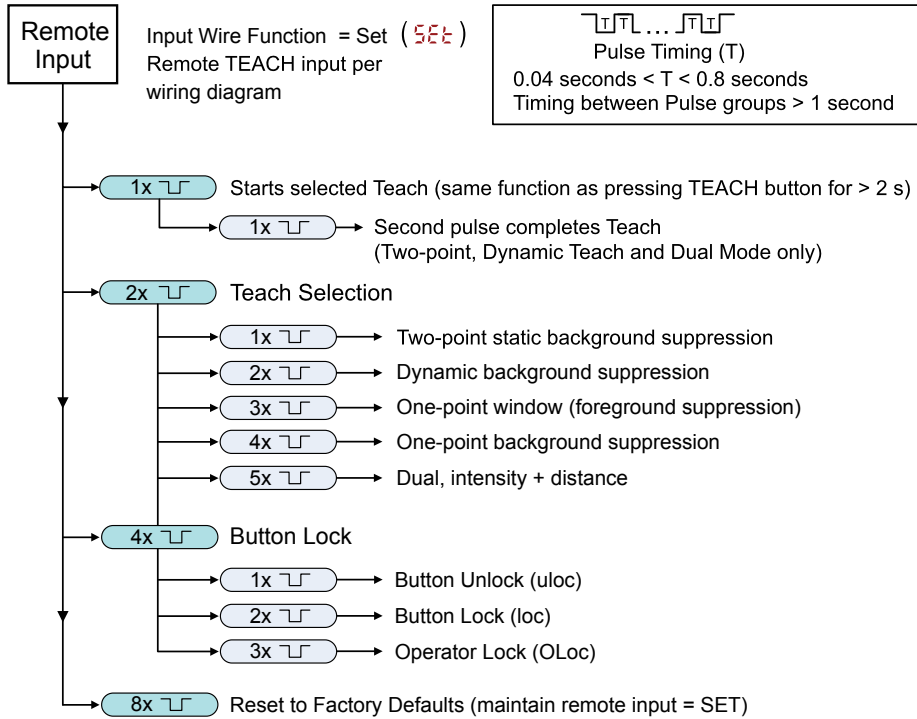 Remote
Input
Input Wire Function = Set (SEt)
Remote TEACH input per
wiring diagram
T T ... T T
Pulse Timing (T)
0.04 seconds < T < 0.8 seconds
Timing between Pulse groups > 1 second
1x Starts selected Teach (same function as pressing TEACH button for > 2 s)
1x Second pulse completes Teach
(Two-point, Dynamic Teach and Dual Mode only)
2x Teach Selection
1x Two-point static background suppression
2x Dynamic background suppression
3x One-point window (foreground suppression)
4x One-point background suppression
5x Dual, intensity + distance
4x Button Lock
1x Button Unlock (uloc)
2x Button Lock (loc)
3x Operator Lock (OLoc)
8x Reset to Factory Defaults (maintain remote input = SET)